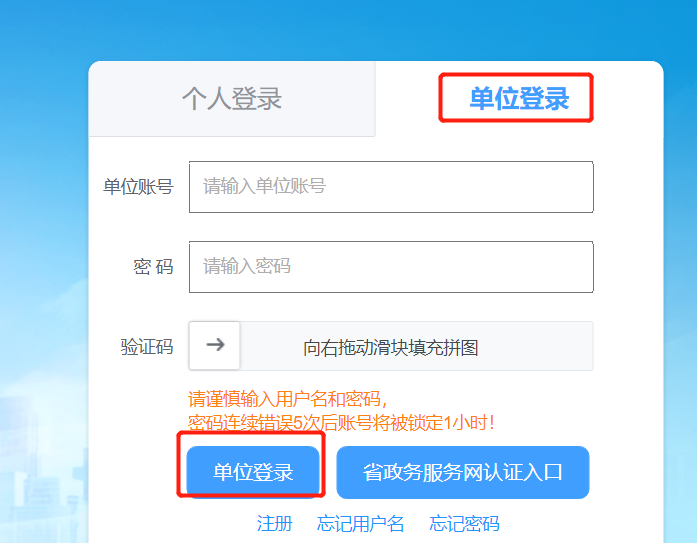 个人登录 单位登录
单位账号 请输入单位账号
密 码 请输入密码
验证码 → 向右拖动滑块填充拼图
请谨慎输入用户名和密码，
密码连续错误5次后账号将被锁定1小时！
单位登录 省政务服务网认证入口
注册 忘记用户名 忘记密码